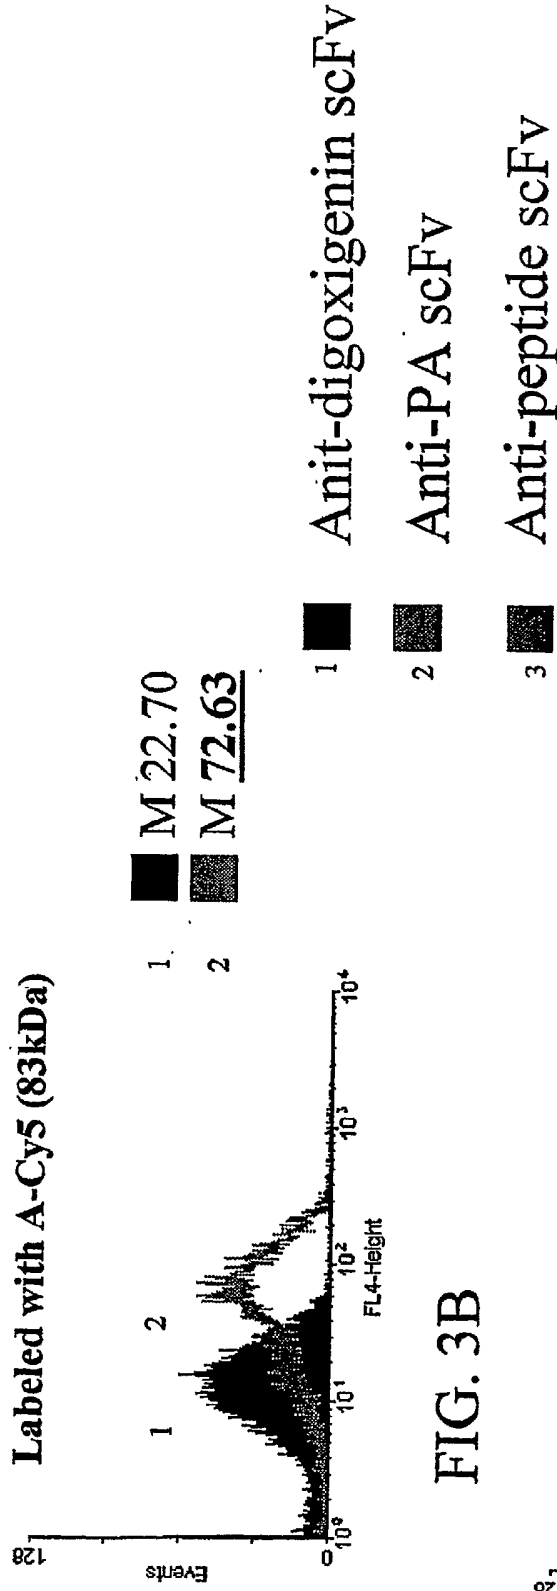 Labeled with A-Cy5 (83kDa)
128
Events
0
1
2
10⁰
10¹
10²
10³
10⁴
FL4-Height
1 M 22.70
2 M 72.63
1 Anit-digoxigenin scFv
2 Anti-PA scFv
3 Anti-peptide scFv
FIG. 3B